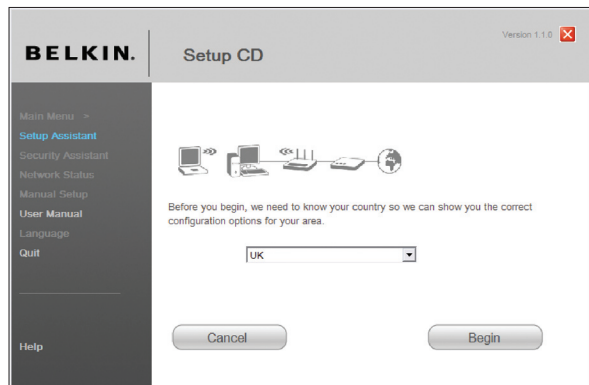 BELKIN.
Setup CD
Version 1.1.0
Main Menu >
Setup Assistant
Security Assistant
Network Status
Manual Setup
User Manual
Language
Quit
Help
Before you begin, we need to know your country so we can show you the correct
configuration options for your area.
UK
Cancel
Begin